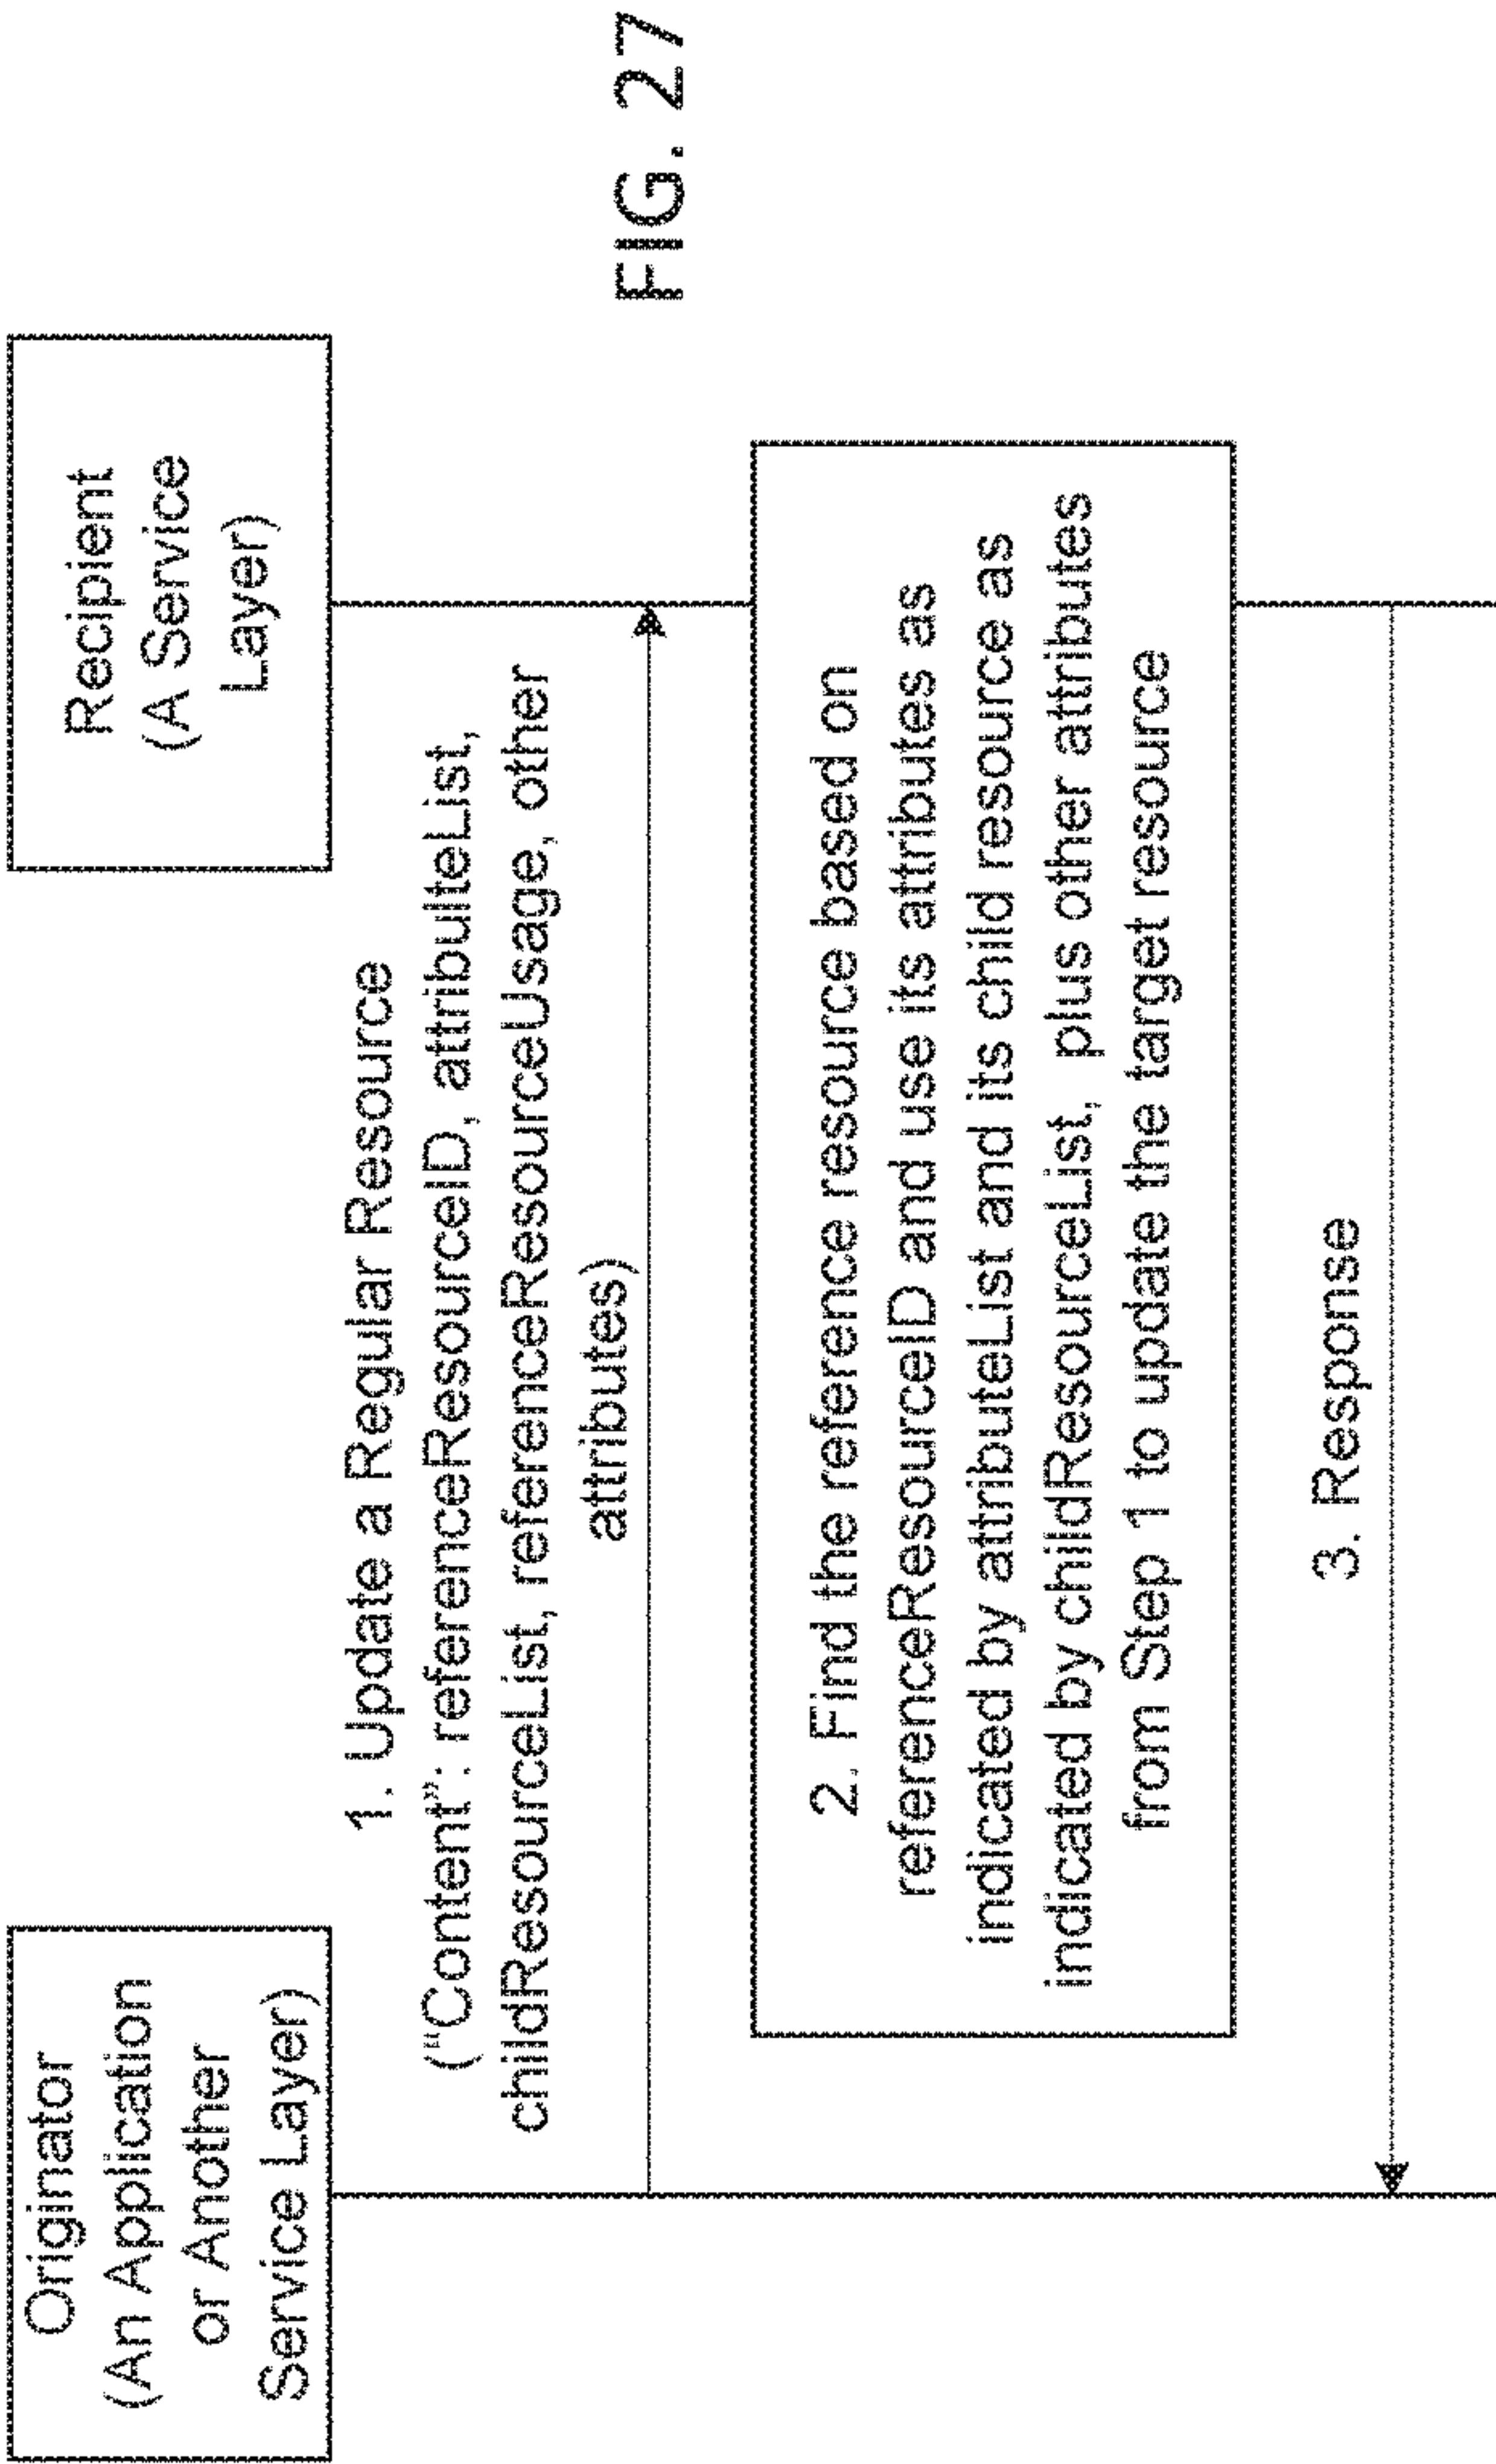 Originator
(An Application
or Another
Service Layer)
Recipient
(A Service
Layer)
1. Update a Regular Resource
("Content": referenceResourceID, attribulteList,
childResourceList, referenceResourceUsage, other
attributes)
2. Find the reference resource based on
referenceResourceID and use its attributes as
indicated by attributeList and its child resource as
indicated by childResourceList, plus other attributes
from Step 1 to update the target resource
3. Response
FIG. 27